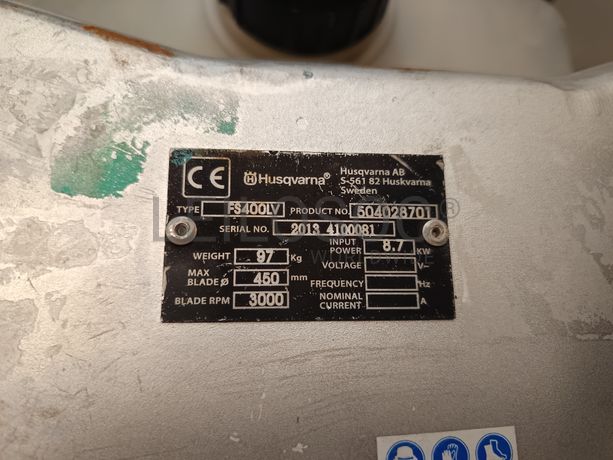 CE Husqvarna
Husqvarna AB
S-561 82 Huskvarna
Sweden
TYPE FS400LV PRODUCT NO. 504028701
SERIAL NO. 2013 4100081
WEIGHT 97 Kg
MAX BLADE Ø 450 mm
BLADE RPM 3000
INPUT POWER 8.7 KW
VOLTAGE V~
FREQUENCY Hz
NOMINAL CURRENT A